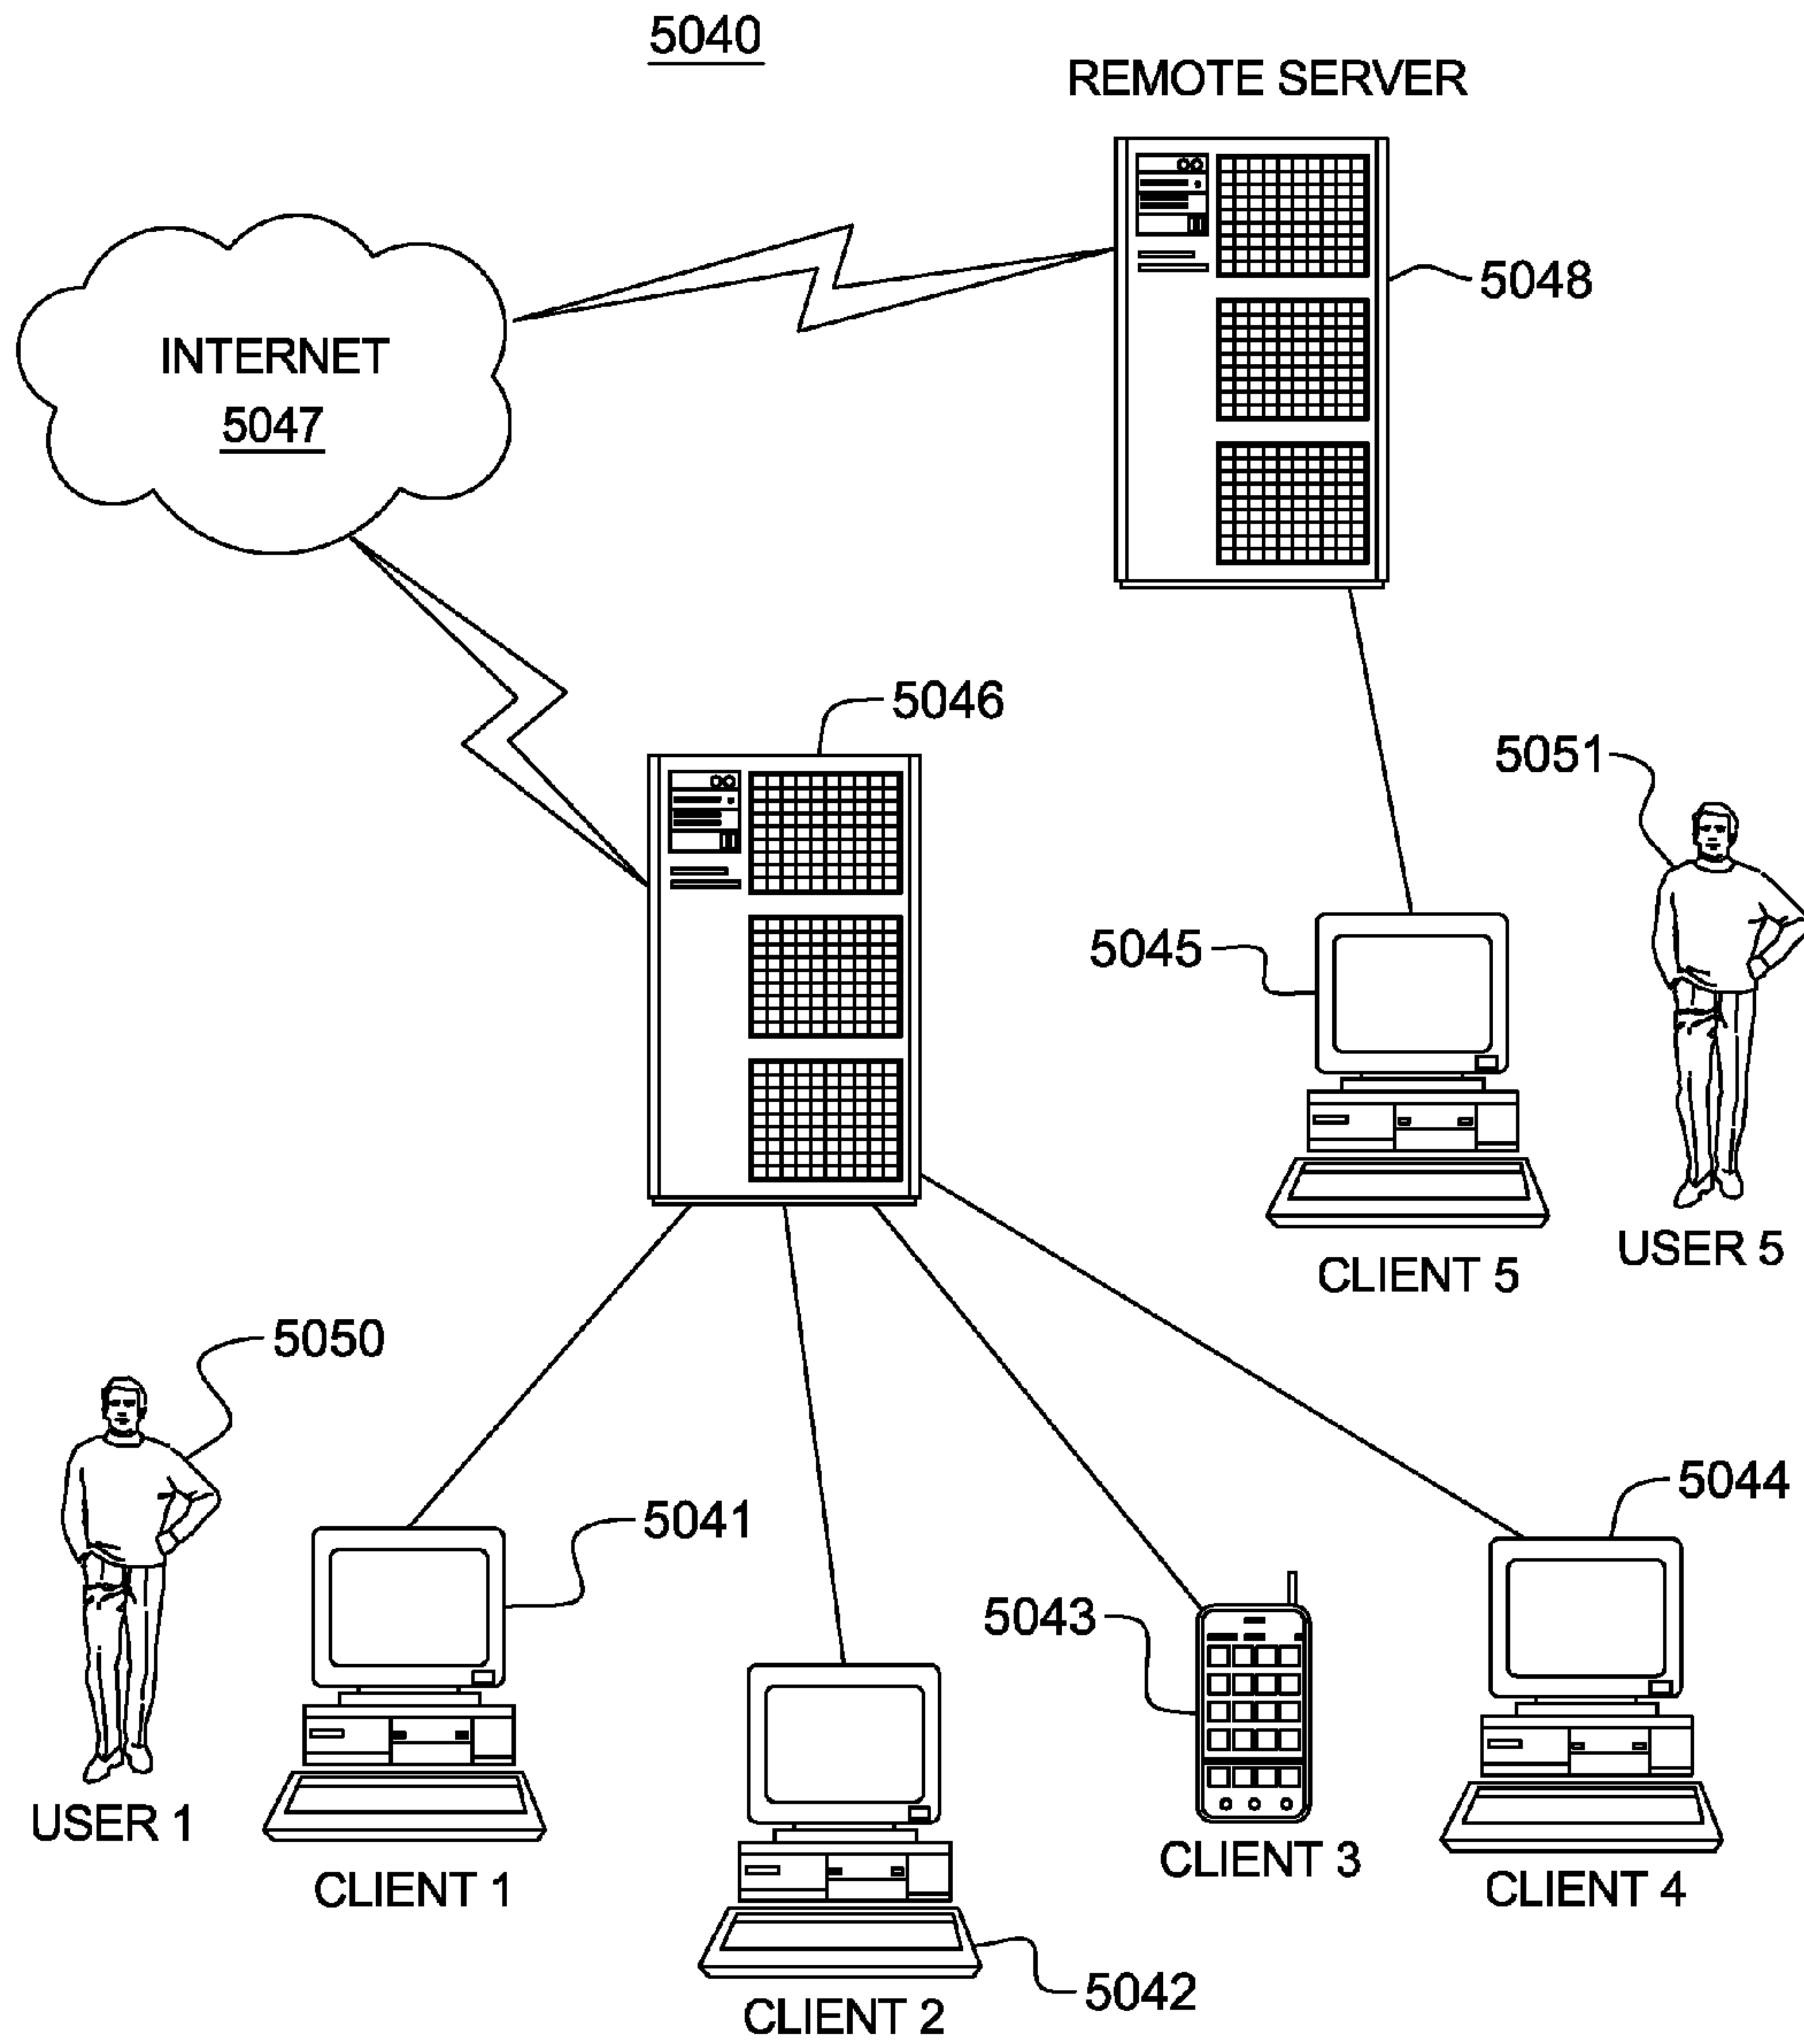 5040
REMOTE SERVER
5048
INTERNET
5047
5046
5051
5045
USER 5
CLIENT 5
5050
5041
5044
5043
USER 1
CLIENT 1
CLIENT 3
CLIENT 4
5042
CLIENT 2